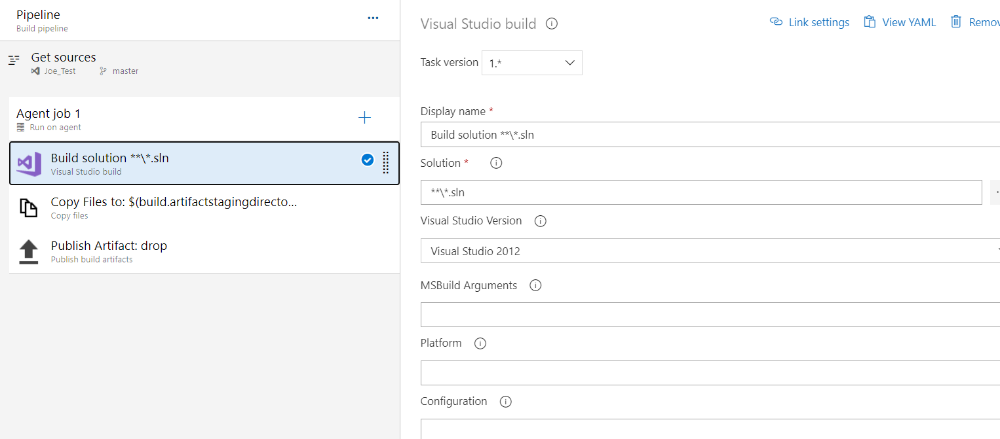 Pipeline
Build pipeline
Get sources
Joe_Test master
Agent job 1
Run on agent
Build solution **\*.sln
Visual Studio build
Copy Files to: $(build.artifactstagingdirecto...
Copy files
Publish Artifact: drop
Publish build artifacts
Visual Studio build
Link settings View YAML Remov
Task version 1.*
Display name *
Build solution **\*.sln
Solution *
**\*.sln
Visual Studio Version
Visual Studio 2012
MSBuild Arguments
Platform
Configuration